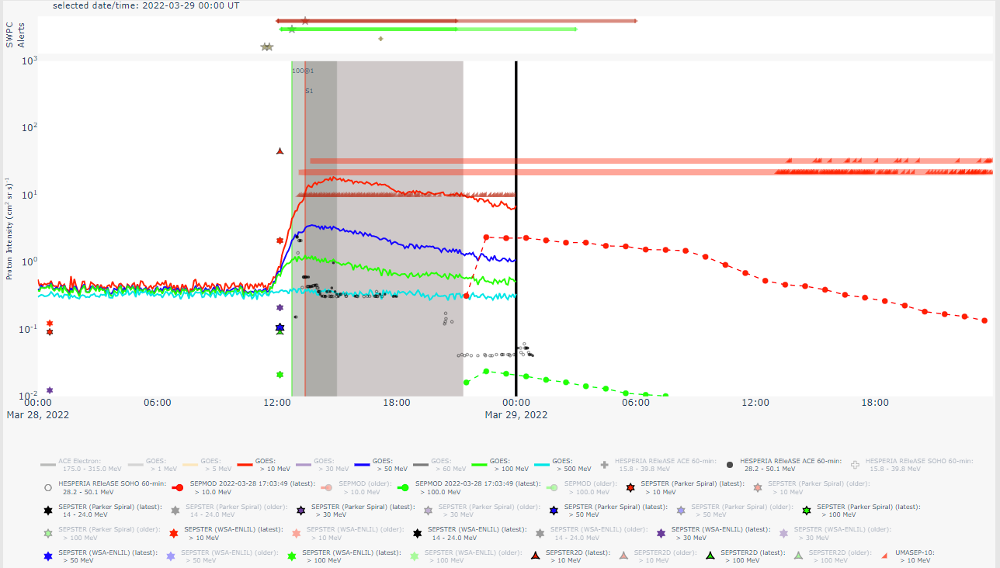 selected date/time: 2022-03-29 00:00 UT
SWPC
Alerts
100@1
S1
Proton Intensity (cm² sr s)⁻¹
10³
10²
10¹
10⁰
10⁻¹
10⁻²
00:00 06:00 12:00 18:00 00:00 06:00 12:00 18:00
Mar 28, 2022 Mar 29, 2022
ACE Electron: GOES: GOES: GOES: GOES: GOES: GOES: GOES: GOES: HESPERIA REleASE ACE 60-min: HESPERIA REleASE ACE 60-min: HESPERIA REleASE SOHO 60-min:
175.0 - 315.0 MeV > 1 MeV > 5 MeV > 10 MeV > 30 MeV > 50 MeV > 60 MeV > 100 MeV > 500 MeV 15.8 - 39.8 MeV 28.2 - 50.1 MeV 15.8 - 39.8 MeV
HESPERIA REleASE SOHO 60-min: SEPMOD 2022-03-28 17:03:49 (latest): SEPMOD (older): SEPMOD 2022-03-28 17:03:49 (latest): SEPMOD (older): SEPSTER (Parker Spiral) (latest): SEPSTER (Parker Spiral) (older):
28.2 - 50.1 MeV > 10.0 MeV > 10.0 MeV > 100.0 MeV > 100.0 MeV > 10 MeV > 10 MeV
SEPSTER (Parker Spiral) (latest): SEPSTER (Parker Spiral) (older): SEPSTER (Parker Spiral) (latest): SEPSTER (Parker Spiral) (older): SEPSTER (Parker Spiral) (latest): SEPSTER (Parker Spiral) (older): SEPSTER (Parker Spiral) (latest):
14 - 24.0 MeV 14 - 24.0 MeV > 30 MeV > 30 MeV > 50 MeV > 50 MeV > 100 MeV
SEPSTER (Parker Spiral) (older): SEPSTER (WSA-ENLIL) (latest): SEPSTER (WSA-ENLIL) (older): SEPSTER (WSA-ENLIL) (latest): SEPSTER (WSA-ENLIL) (older): SEPSTER (WSA-ENLIL) (latest): SEPSTER (WSA-ENLIL) (older):
> 100 MeV > 10 MeV > 10 MeV 14 - 24.0 MeV 14 - 24.0 MeV > 30 MeV > 30 MeV
SEPSTER (WSA-ENLIL) (latest): SEPSTER (WSA-ENLIL) (older): SEPSTER (WSA-ENLIL) (latest): SEPSTER (WSA-ENLIL) (older): SEPSTER2D (latest): SEPSTER2D (older): SEPSTER2D (latest): SEPSTER2D (older): UMASEP-10:
> 50 MeV > 50 MeV > 100 MeV > 100 MeV > 10 MeV > 10 MeV > 100 MeV > 100 MeV > 10 MeV